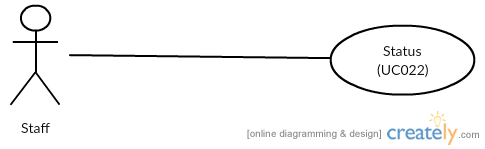 Status
(UC022)
Staff
[online diagramming & design] creately.com